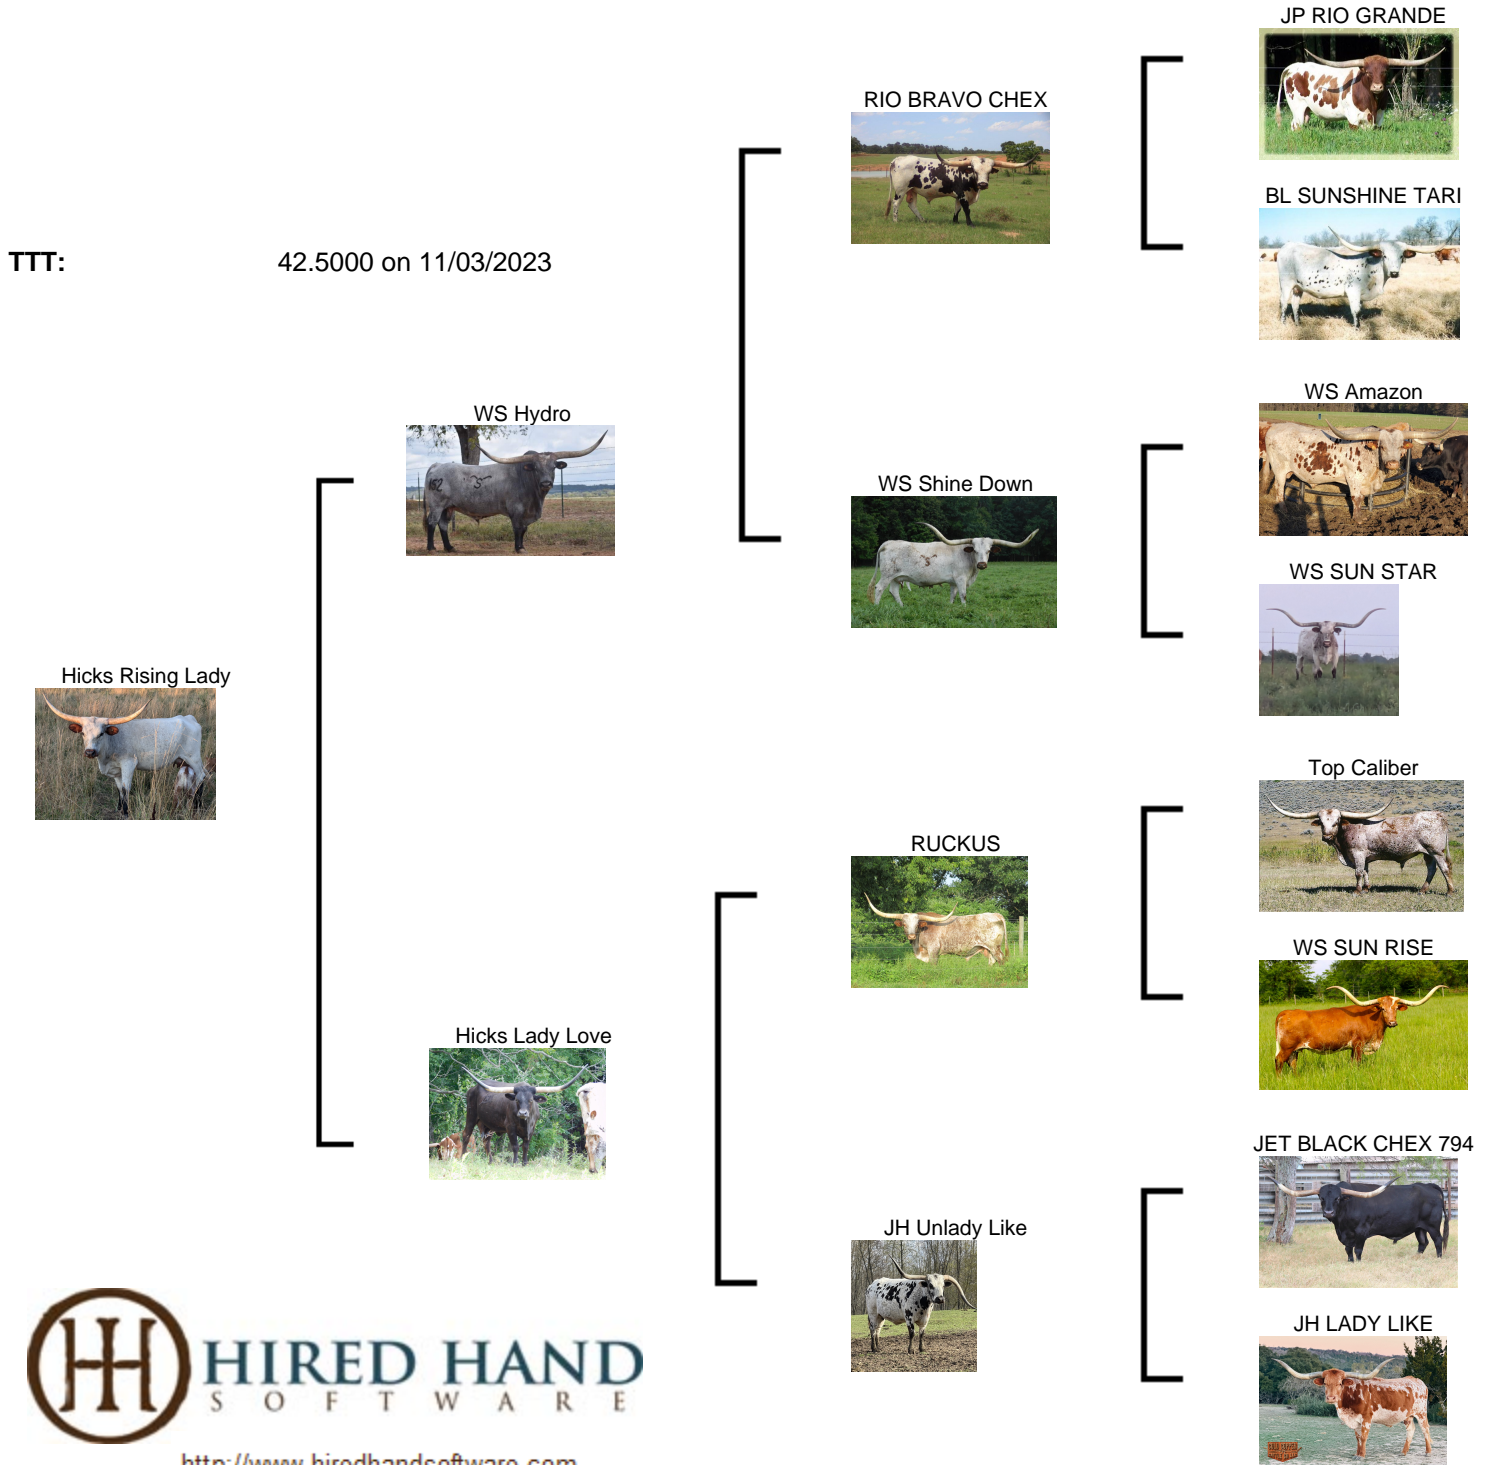 JP RIO GRANDE
RIO BRAVO CHEX
BL SUNSHINE TARI
TTT: 42.5000 on 11/03/2023
WS Amazon
WS Hydro
WS Shine Down
WS SUN STAR
Hicks Rising Lady
Top Caliber
RUCKUS
WS SUN RISE
Hicks Lady Love
JET BLACK CHEX 794
JH Unlady Like
JH LADY LIKE
HH HIRED HAND
SOFTWARE
http://www.hiredhandsoftware.com